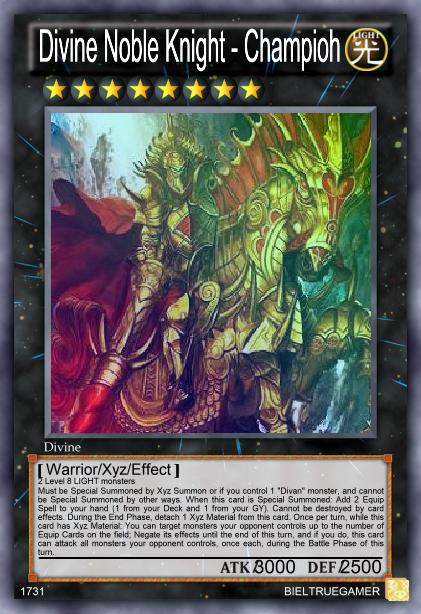 Divine Noble Knight - Champioh
LIGHT
光
Divine
[ Warrior/Xyz/Effect ]
2 Level 8 LIGHT monsters
Must be Special Summoned by Xyz Summon or if you control 1 "Divan" monster, and cannot
be Special Summoned by other ways. When this card is Special Summoned: Add 2 Equip
Spell to your hand (1 from your Deck and 1 from your GY). Cannot be destroyed by card
effects. During the End Phase, detach 1 Xyz Material from this card. Once per turn, while this
card has Xyz Material: You can target monsters your opponent controls up to the number of
Equip Cards on the field; Negate its effects until the end of this turn, and if you do, this card
can attack all monsters your opponent controls, once each, during the Battle Phase of this
turn.
ATK 3000 DEF 2500
1731
BIELTRUEGAMER